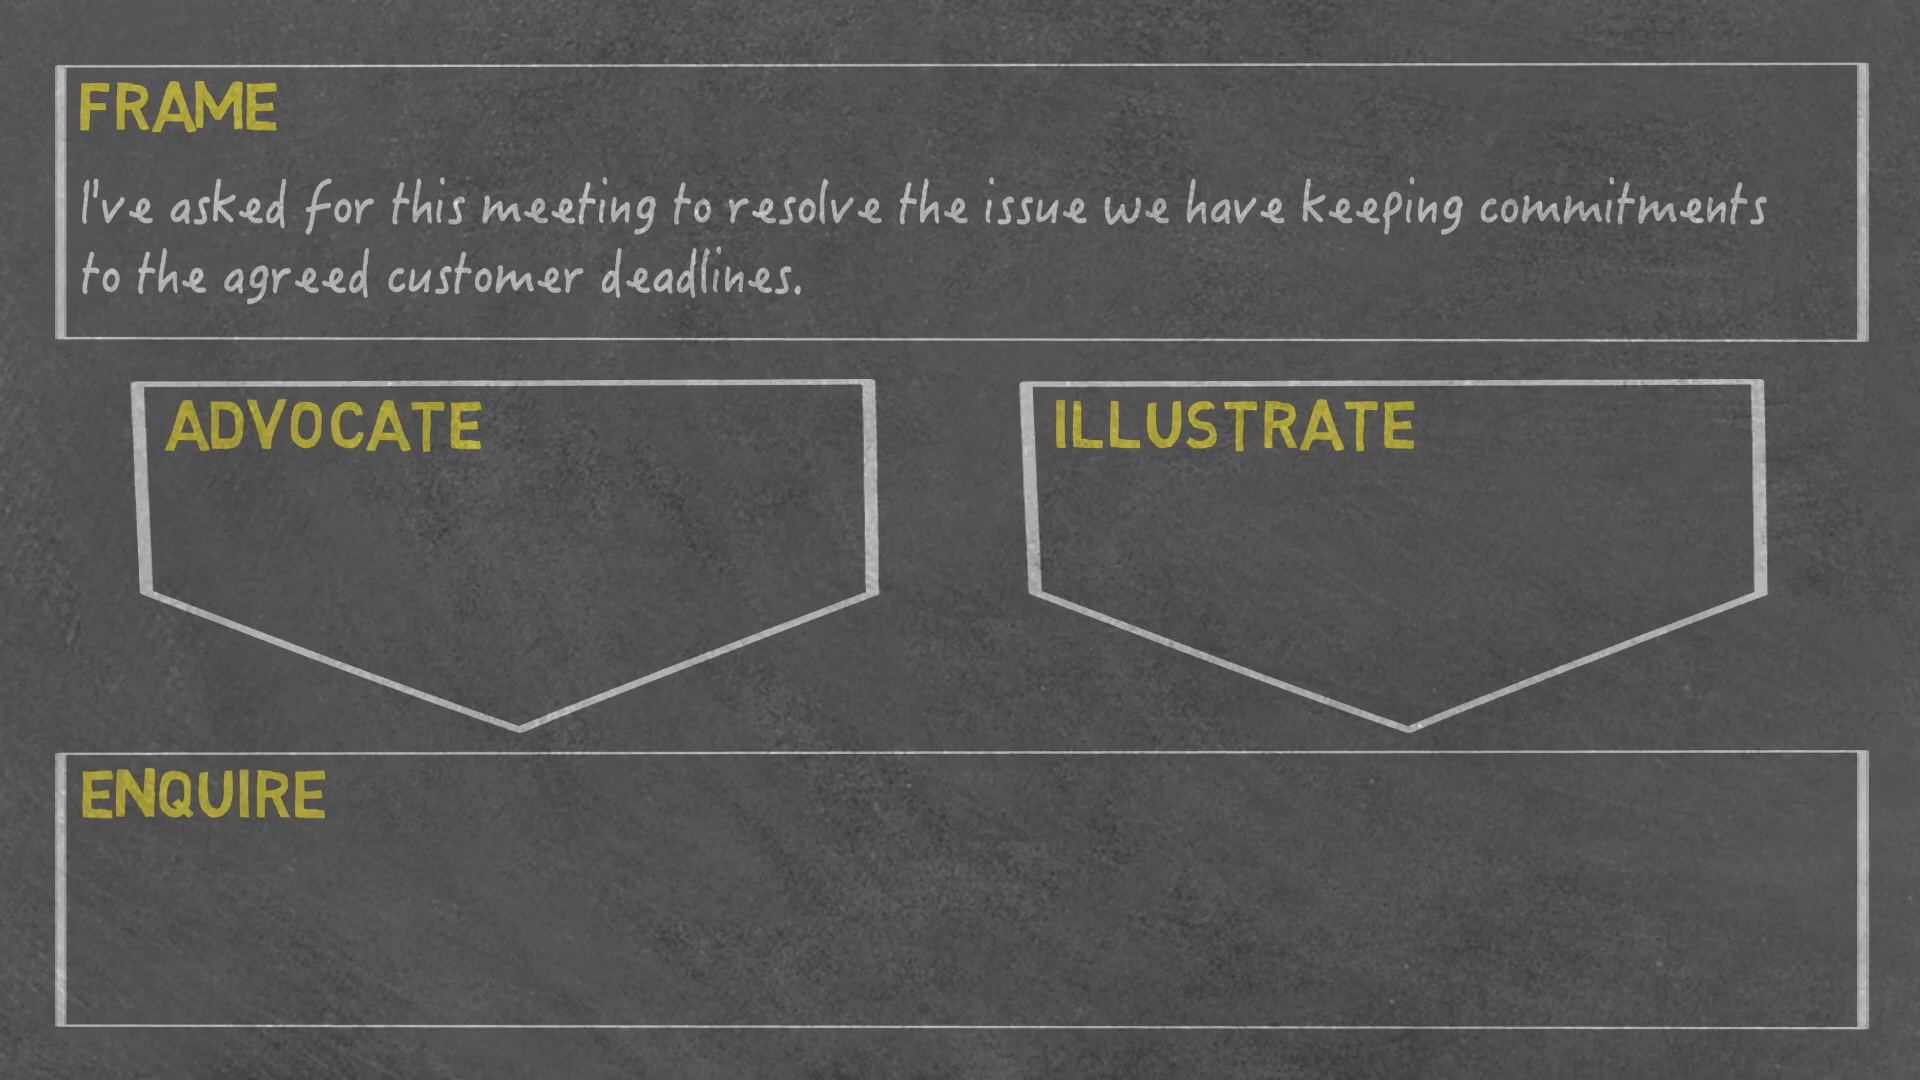 FRAME
I've asked for this meeting to resolve the issue we have keeping commitments
to the agreed customer deadlines.
ADVOCATE
ILLUSTRATE
ENQUIRE